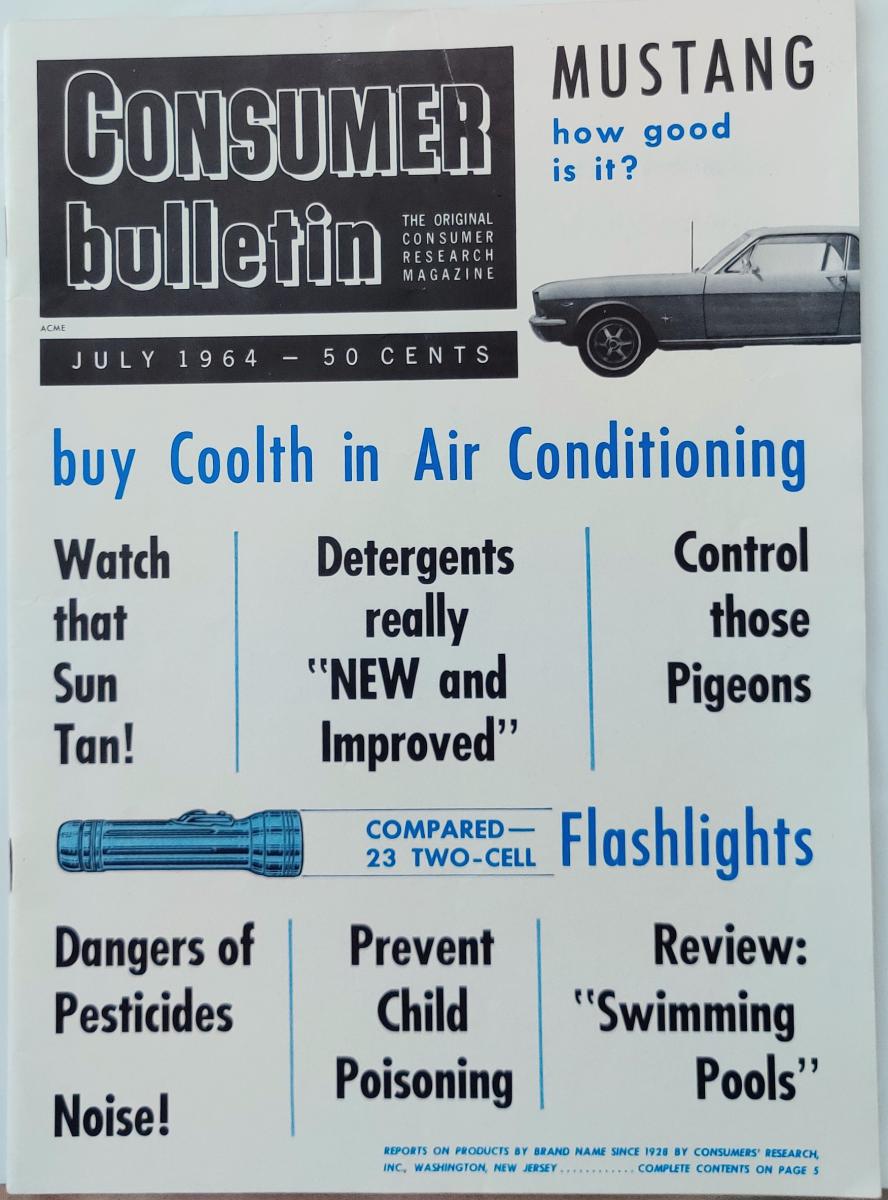 CONSUMER
bulletin
THE ORIGINAL
CONSUMER
RESEARCH
MAGAZINE
ACME
JULY 1964 — 50 CENTS
MUSTANG
how good
is it?
buy Coolth in Air Conditioning
Watch
that
Sun
Tan!
Detergents
really
"NEW and
Improved"
Control
those
Pigeons
COMPARED—
23 TWO-CELL
Flashlights
Dangers of
Pesticides
Noise!
Prevent
Child
Poisoning
Review:
"Swimming
Pools"
REPORTS ON PRODUCTS BY BRAND NAME SINCE 1928 BY CONSUMERS' RESEARCH,
INC., WASHINGTON, NEW JERSEY ............ COMPLETE CONTENTS ON PAGE 5